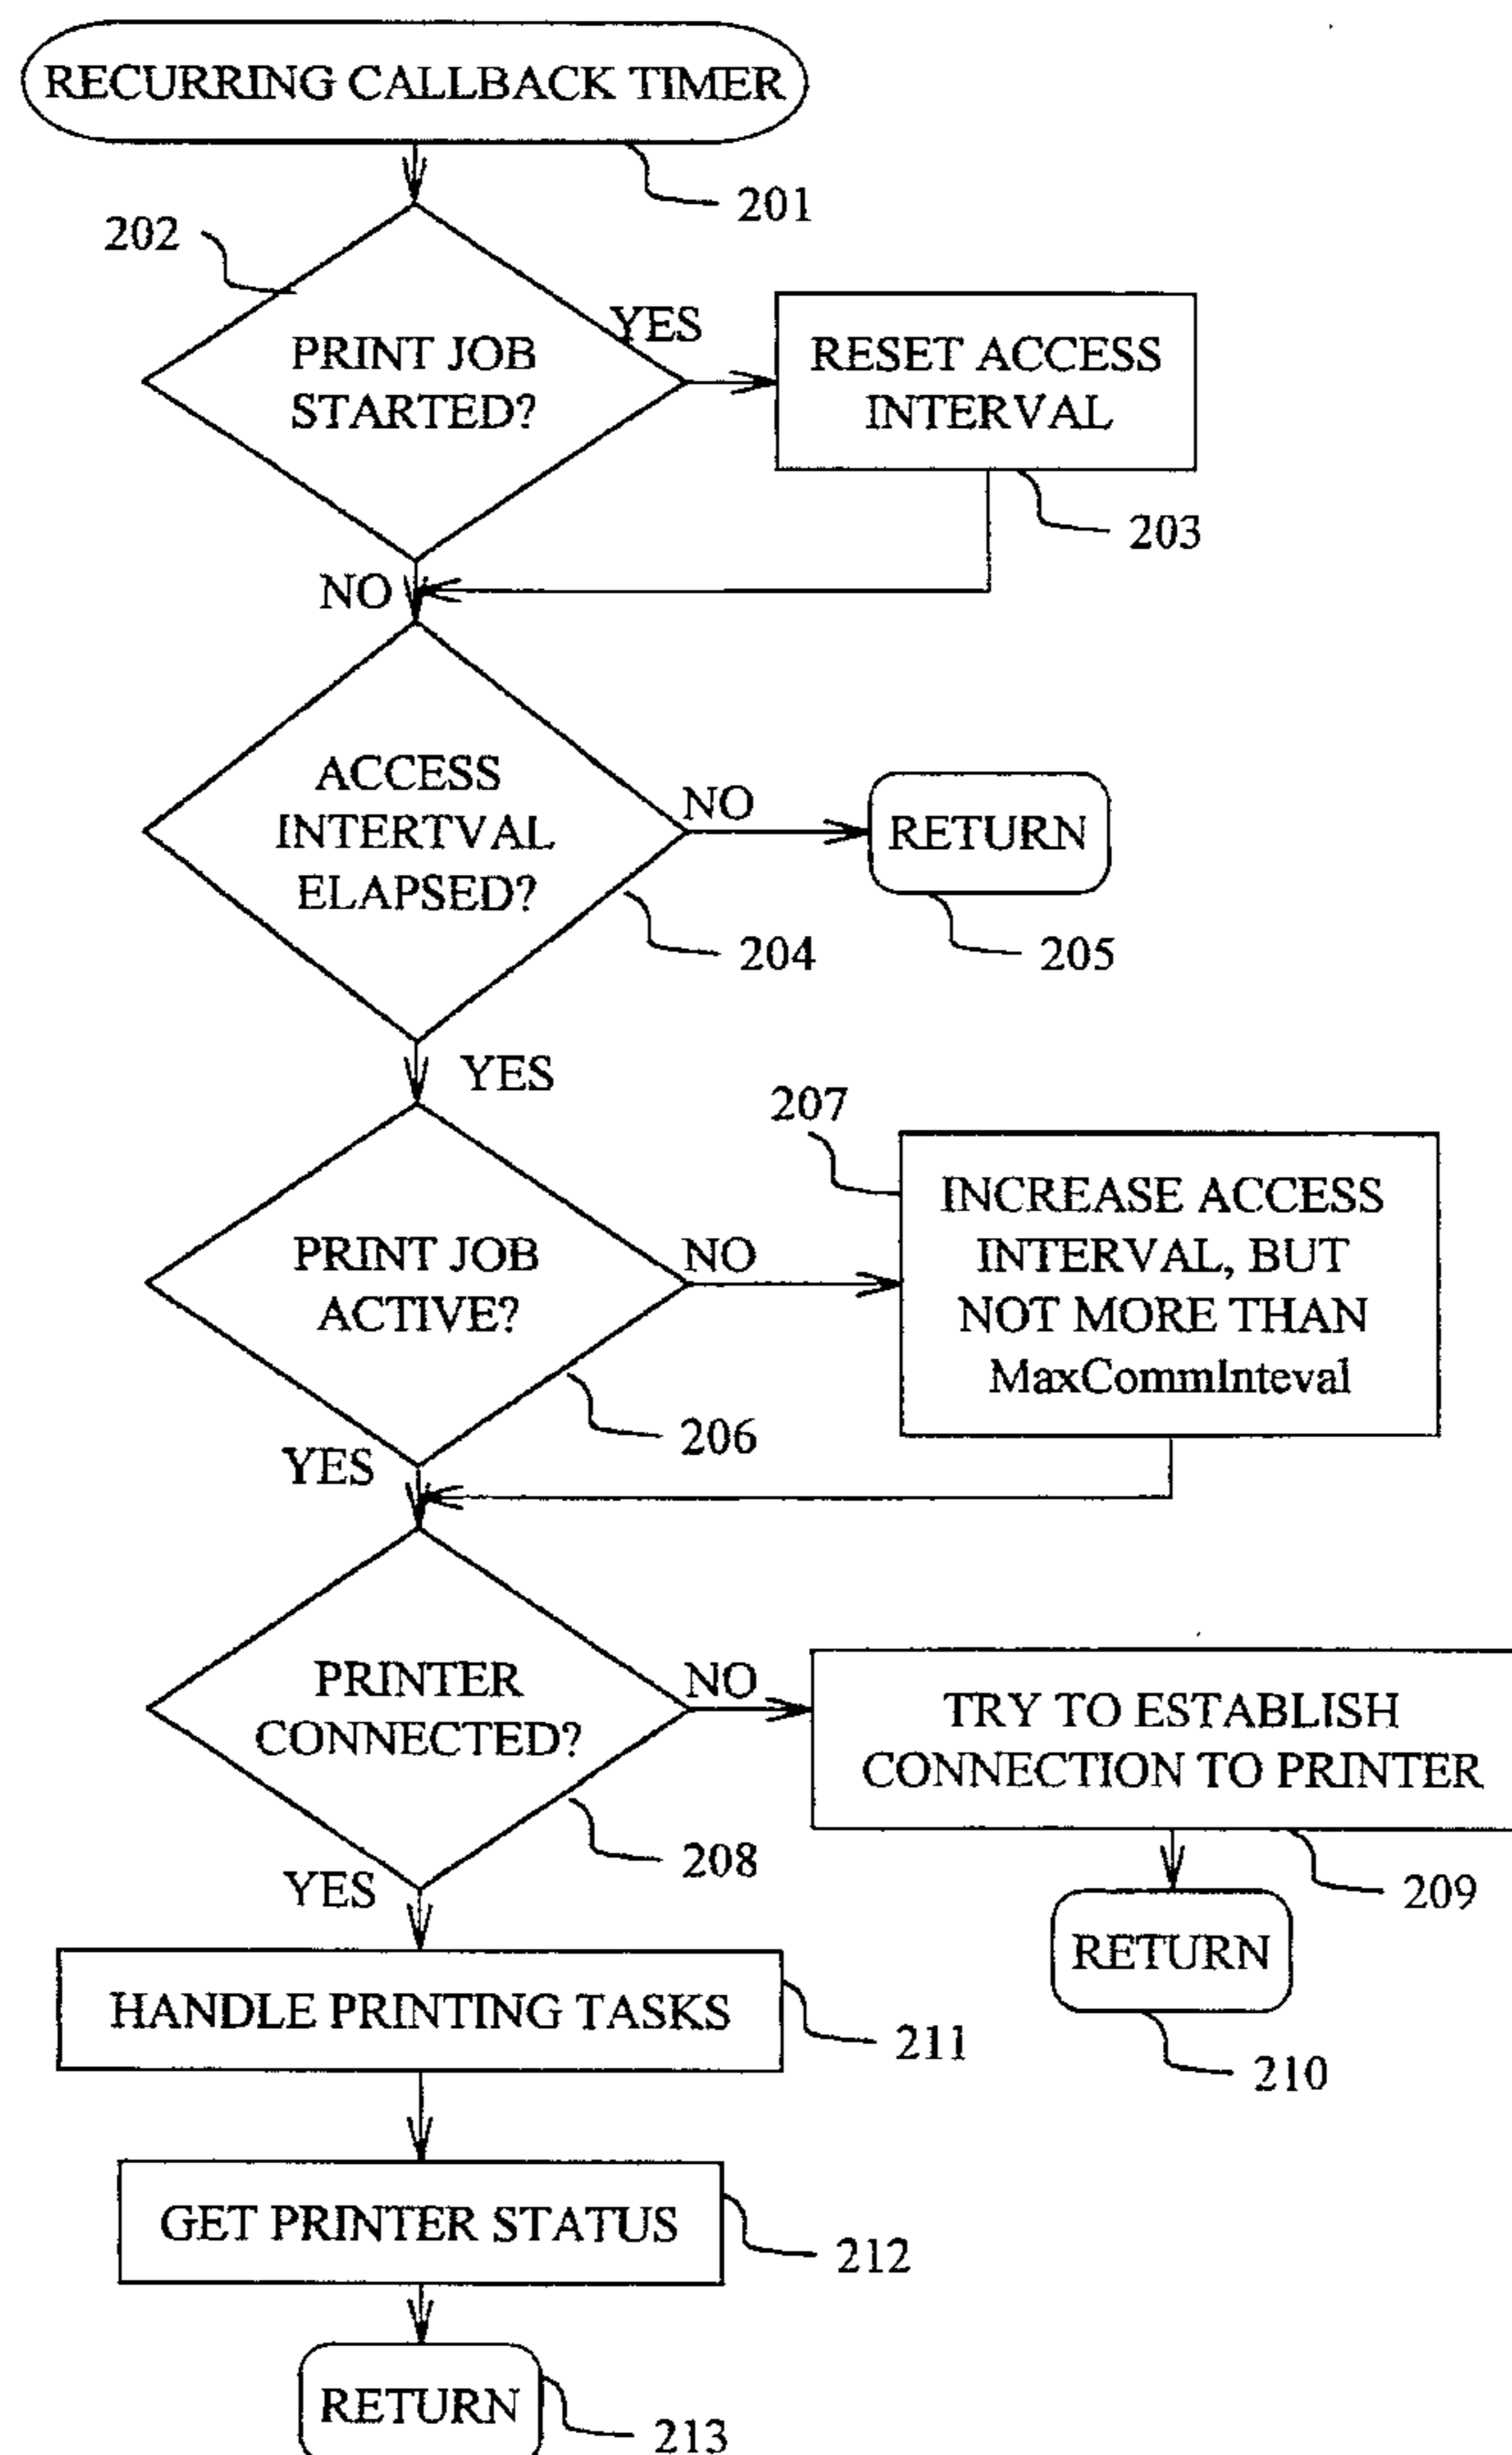 RECURRING CALLBACK TIMER
201
202
PRINT JOB
STARTED?
YES
RESET ACCESS
INTERVAL
203
NO
ACCESS
INTERTVAL
ELAPSED?
NO
RETURN
204
205
YES
PRINT JOB
ACTIVE?
NO
207
INCREASE ACCESS
INTERVAL, BUT
NOT MORE THAN
MaxCommInteval
206
YES
PRINTER
CONNECTED?
NO
TRY TO ESTABLISH
CONNECTION TO PRINTER
208
209
YES
RETURN
210
HANDLE PRINTING TASKS
211
GET PRINTER STATUS
212
RETURN
213